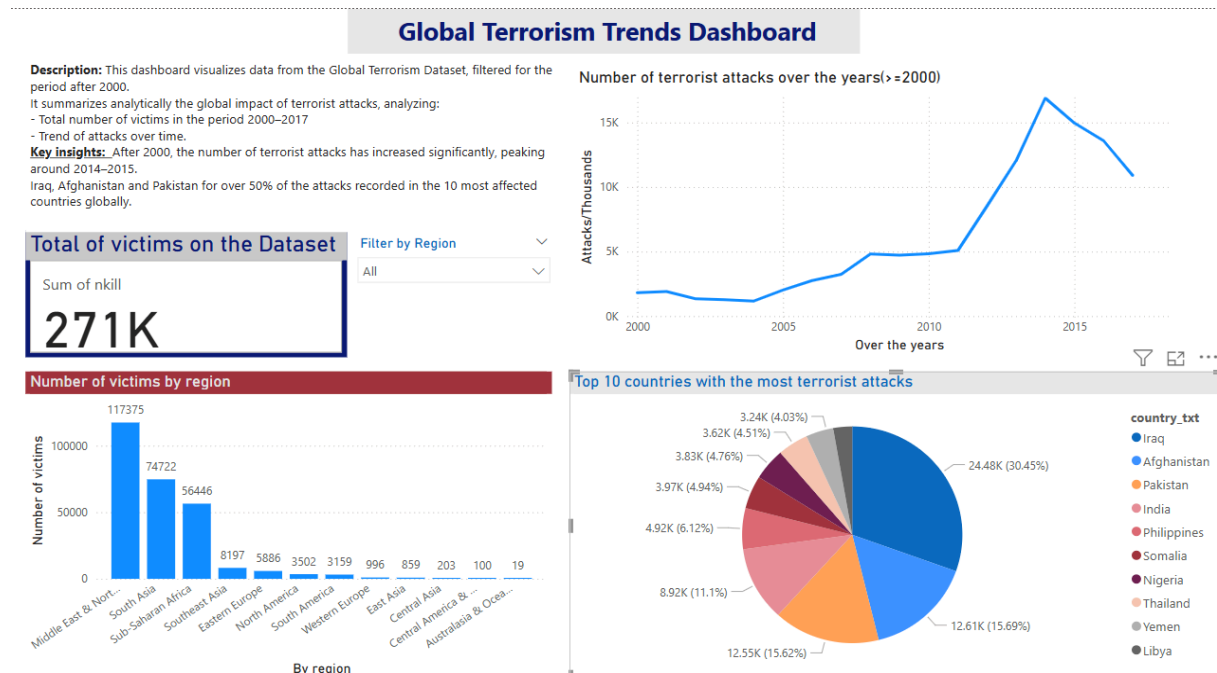 Global Terrorism Trends Dashboard
Description: This dashboard visualizes data from the Global Terrorism Dataset, filtered for the
period after 2000.
It summarizes analytically the global impact of terrorist attacks, analyzing:
- Total number of victims in the period 2000–2017
- Trend of attacks over time.
Key insights: After 2000, the number of terrorist attacks has increased significantly, peaking
around 2014–2015.
Iraq, Afghanistan and Pakistan for over 50% of the attacks recorded in the 10 most affected
countries globally.
Total of victims on the Dataset
Sum of nkill
271K
Filter by Region
All
Number of terrorist attacks over the years(>=2000)
Attacks/Thousands
15K
10K
5K
0K
2000
2005
2010
2015
Over the years
Number of victims by region
Number of victims
100000
50000
0
117375
74722
56446
8197
5886
3502
3159
996
859
203
100
19
Middle East & Nort...
South Asia
Sub-Saharan Africa
Southeast Asia
Eastern Europe
North America
South America
Western Europe
East Asia
Central Asia
Central America & ...
Australasia & Ocea...
By region
Top 10 countries with the most terrorist attacks
24.48K (30.45%)
12.61K (15.69%)
12.55K (15.62%)
8.92K (11.1%)
4.92K (6.12%)
3.97K (4.94%)
3.83K (4.76%)
3.62K (4.51%)
3.24K (4.03%)
country_txt
Iraq
Afghanistan
Pakistan
India
Philippines
Somalia
Nigeria
Thailand
Yemen
Libya